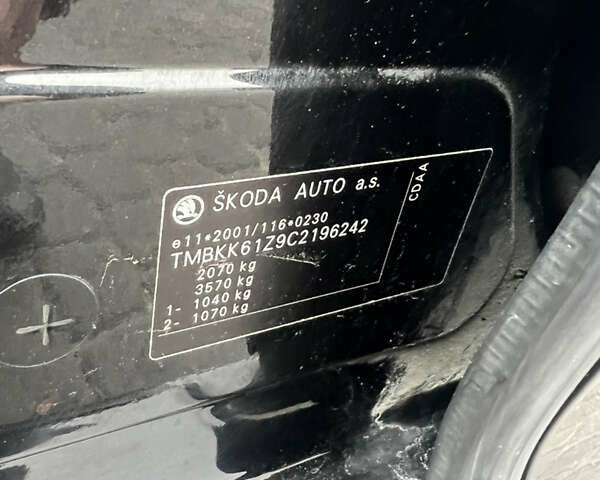 ŠKODA AUTO a.s.
e11*2001/116*0230
TMBKK61Z9C2196242
2070 kg
3570 kg
1- 1040 kg
2- 1070 kg
CDAA